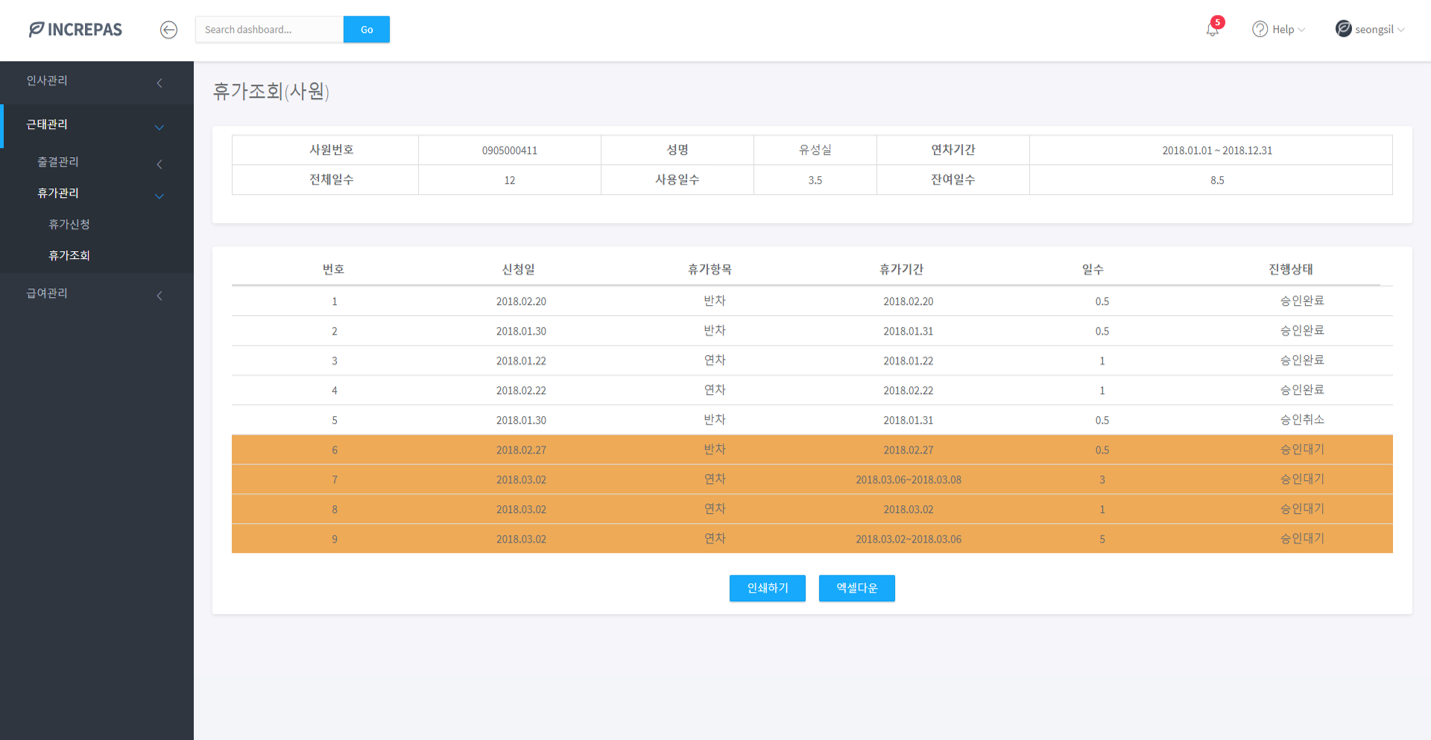 INCREPAS
Search dashboard...
Go
5
Help
seongsil
인사관리
근태관리
출결관리
휴가관리
휴가신청
휴가조회
급여관리
휴가조회(사원)
사원번호 0905000411 성명 유성실 연차기간 2018.01.01 ~ 2018.12.31
전체일수 12 사용일수 3.5 잔여일수 8.5
번호 신청일 휴가항목 휴가기간 일수 진행상태
1 2018.02.20 반차 2018.02.20 0.5 승인완료
2 2018.01.30 반차 2018.01.31 0.5 승인완료
3 2018.01.22 연차 2018.01.22 1 승인완료
4 2018.02.22 연차 2018.02.22 1 승인완료
5 2018.01.30 반차 2018.01.31 0.5 승인취소
6 2018.02.27 반차 2018.02.27 0.5 승인대기
7 2018.03.02 연차 2018.03.06~2018.03.08 3 승인대기
8 2018.03.02 연차 2018.03.02 1 승인대기
9 2018.03.02 연차 2018.03.02~2018.03.06 5 승인대기
인쇄하기 엑셀다운